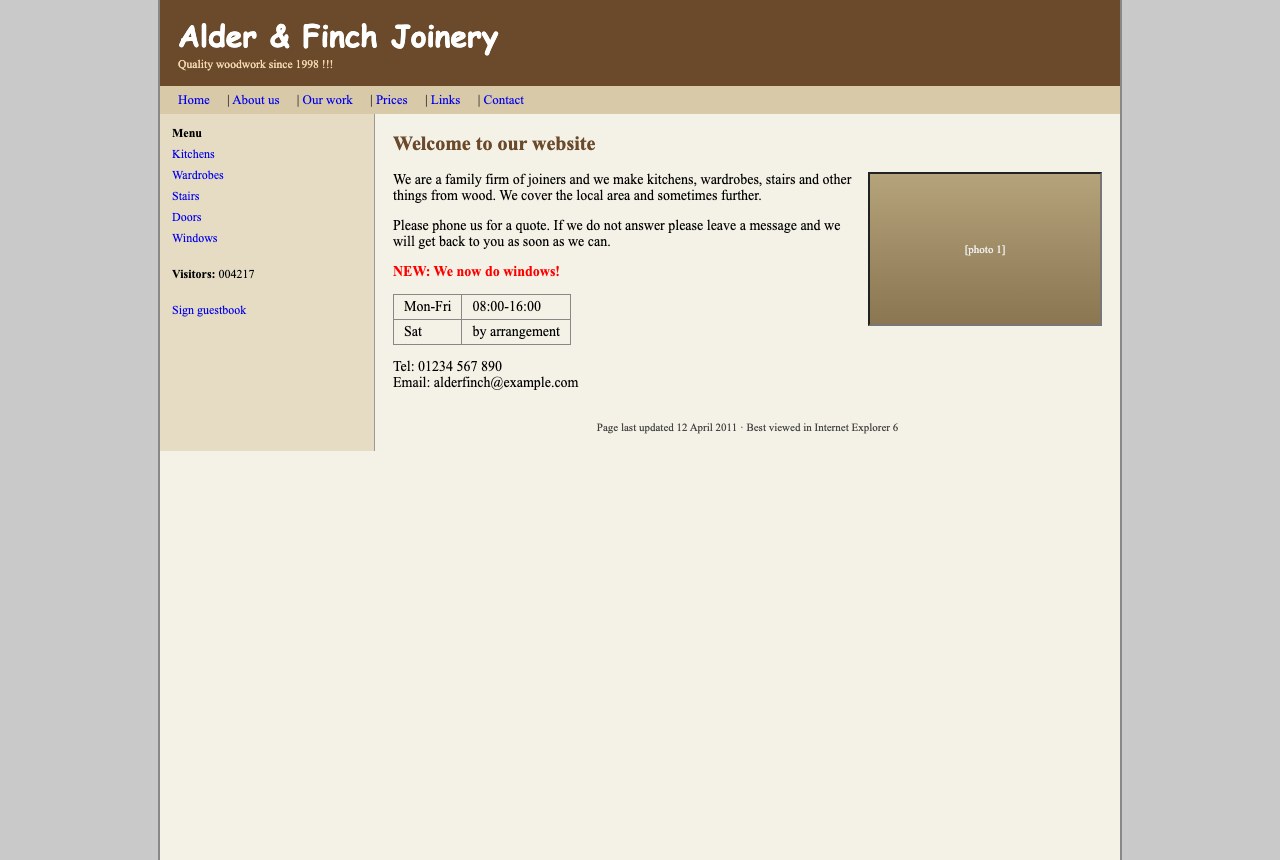 Alder & Finch Joinery
Quality woodwork since 1998 !!!
Home | About us | Our work | Prices | Links | Contact
Menu
Kitchens
Wardrobes
Stairs
Doors
Windows
Visitors: 004217
Sign guestbook
Welcome to our website
We are a family firm of joiners and we make kitchens, wardrobes, stairs and other
things from wood. We cover the local area and sometimes further.
Please phone us for a quote. If we do not answer please leave a message and we
will get back to you as soon as we can.
NEW: We now do windows!
Mon-Fri 08:00-16:00
Sat by arrangement
Tel: 01234 567 890
Email: alderfinch@example.com
[photo 1]
Page last updated 12 April 2011 · Best viewed in Internet Explorer 6